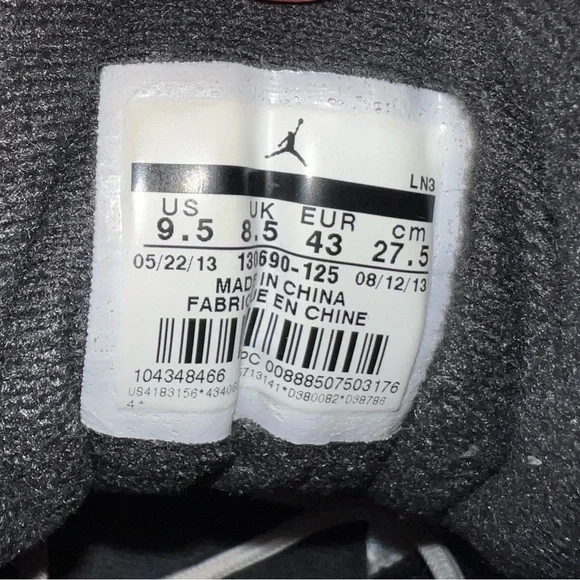 LN3
US UK EUR cm
9.5 8.5 43 27.5
05/22/13 130690-125 08/12/13
MADE IN CHINA
FABRIQUE EN CHINE
104348466 PC 00888507503176